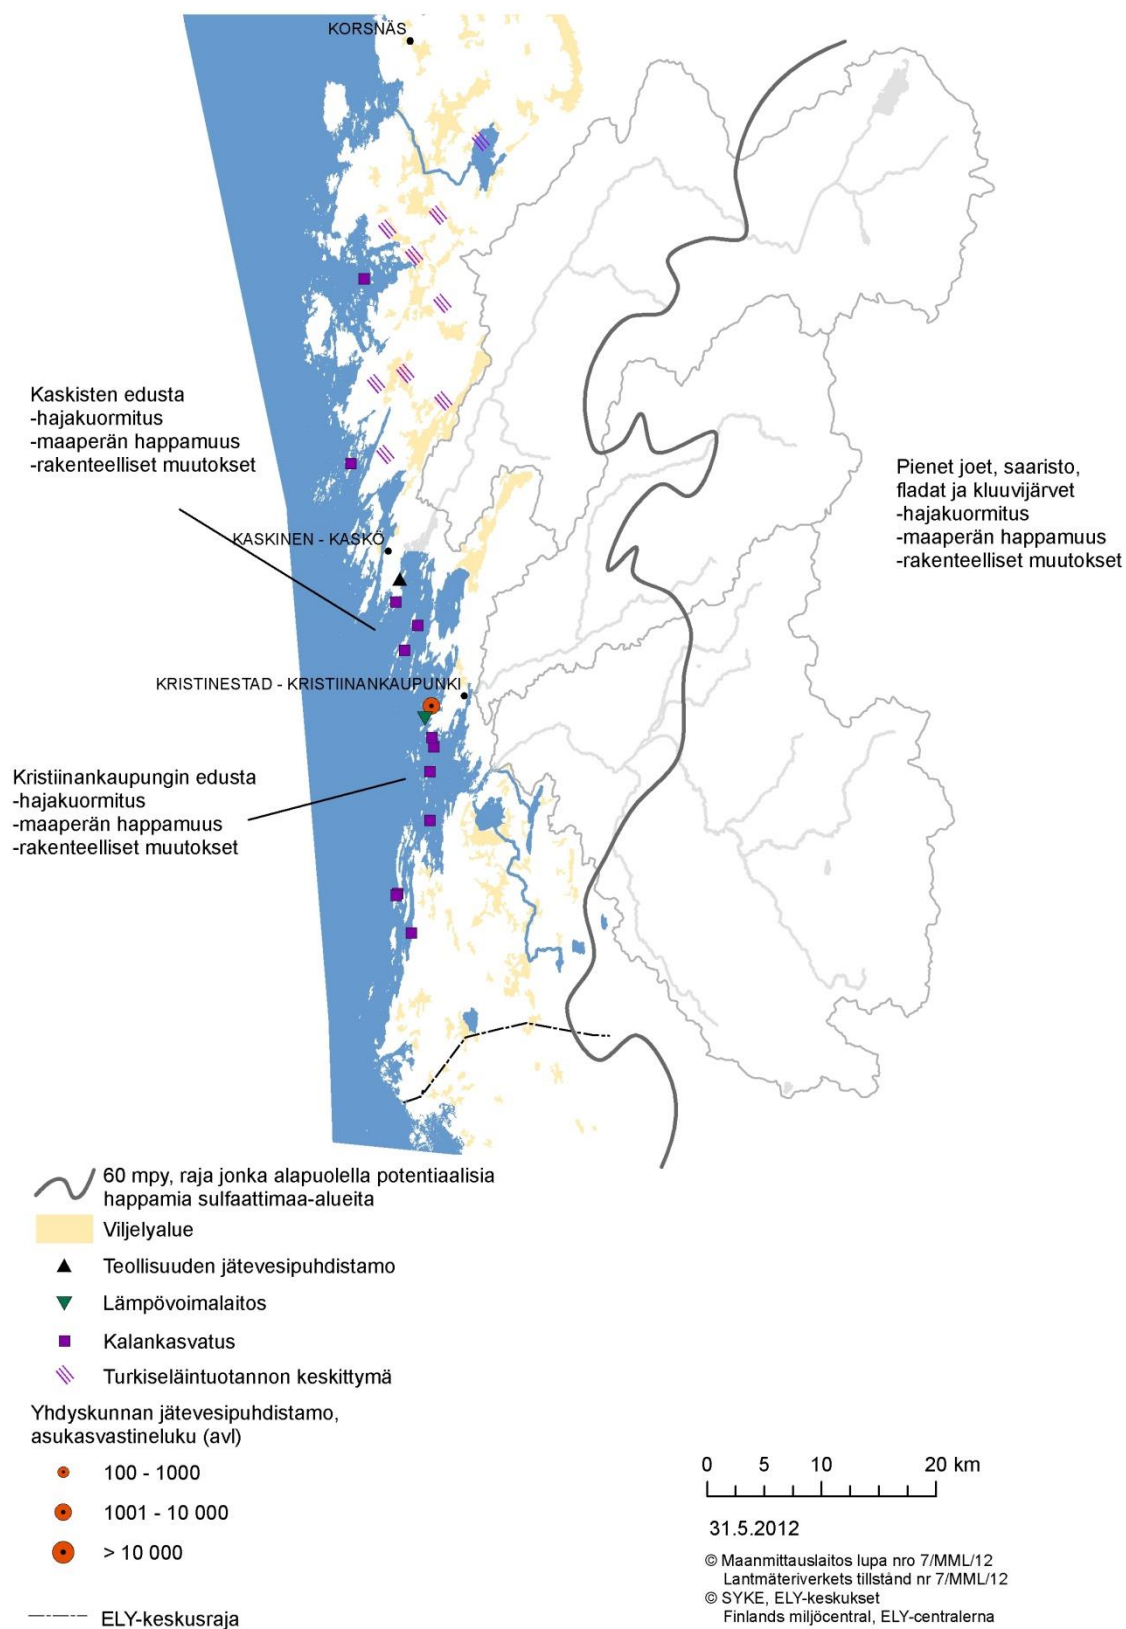 KORSNÄS
Kaskisten edusta
-hajakuormitus
-maaperän happamuus
-rakenteelliset muutokset
Pienet joet, saaristo,
fladat ja kluuvijärvet
-hajakuormitus
-maaperän happamuus
-rakenteelliset muutokset
KASKINEN - KASKÖ
KRISTINESTAD - KRISTIINANKAUPUNKI
Kristiinankaupungin edusta
-hajakuormitus
-maaperän happamuus
-rakenteelliset muutokset
60 mpy, raja jonka alapuolella potentiaalisia
happamia sulfaattimaa-alueita
Viljelyalue
Teollisuuden jätevesipuhdistamo
Lämpövoimalaitos
Kalankasvatus
Turkiseläintuotannon keskittymä
Yhdyskunnan jätevesipuhdistamo,
asukasvastineluku (avl)
100 - 1000
1001 - 10 000
> 10 000
ELY-keskusraja
0 5 10 20 km
31.5.2012
© Maanmittauslaitos lupa nro 7/MML/12
Lantmäteriverkets tillstånd nr 7/MML/12
© SYKE, ELY-keskukset
Finlands miljöcentral, ELY-centralerna